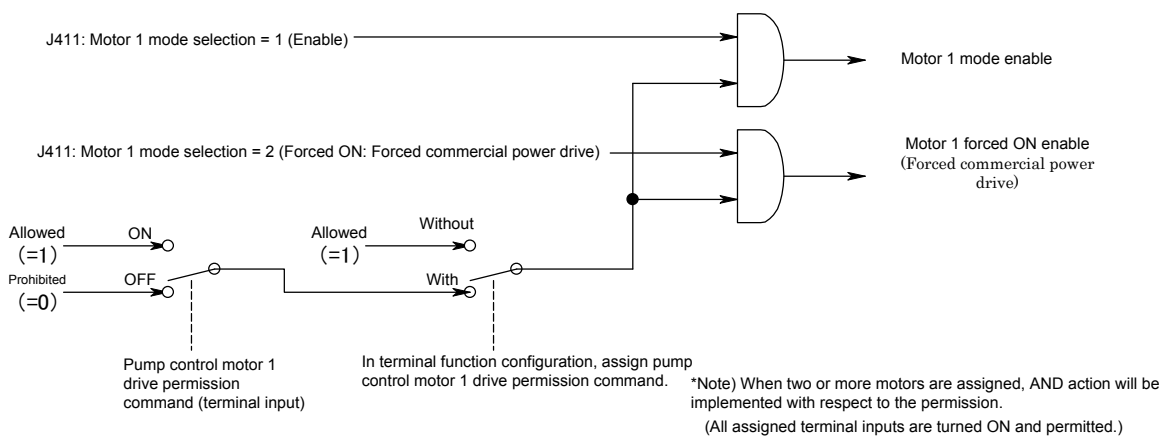 J411: Motor 1 mode selection = 1 (Enable)
Motor 1 mode enable
J411: Motor 1 mode selection = 2 (Forced ON: Forced commercial power drive)
Motor 1 forced ON enable
(Forced commercial power
drive)
Allowed
(=1)
ON
Allowed
(=1)
Without
Prohibited
(=0)
OFF
With
Pump control motor 1
drive permission
command (terminal input)
In terminal function configuration, assign pump
control motor 1 drive permission command.
*Note) When two or more motors are assigned, AND action will be
implemented with respect to the permission.
(All assigned terminal inputs are turned ON and permitted.)